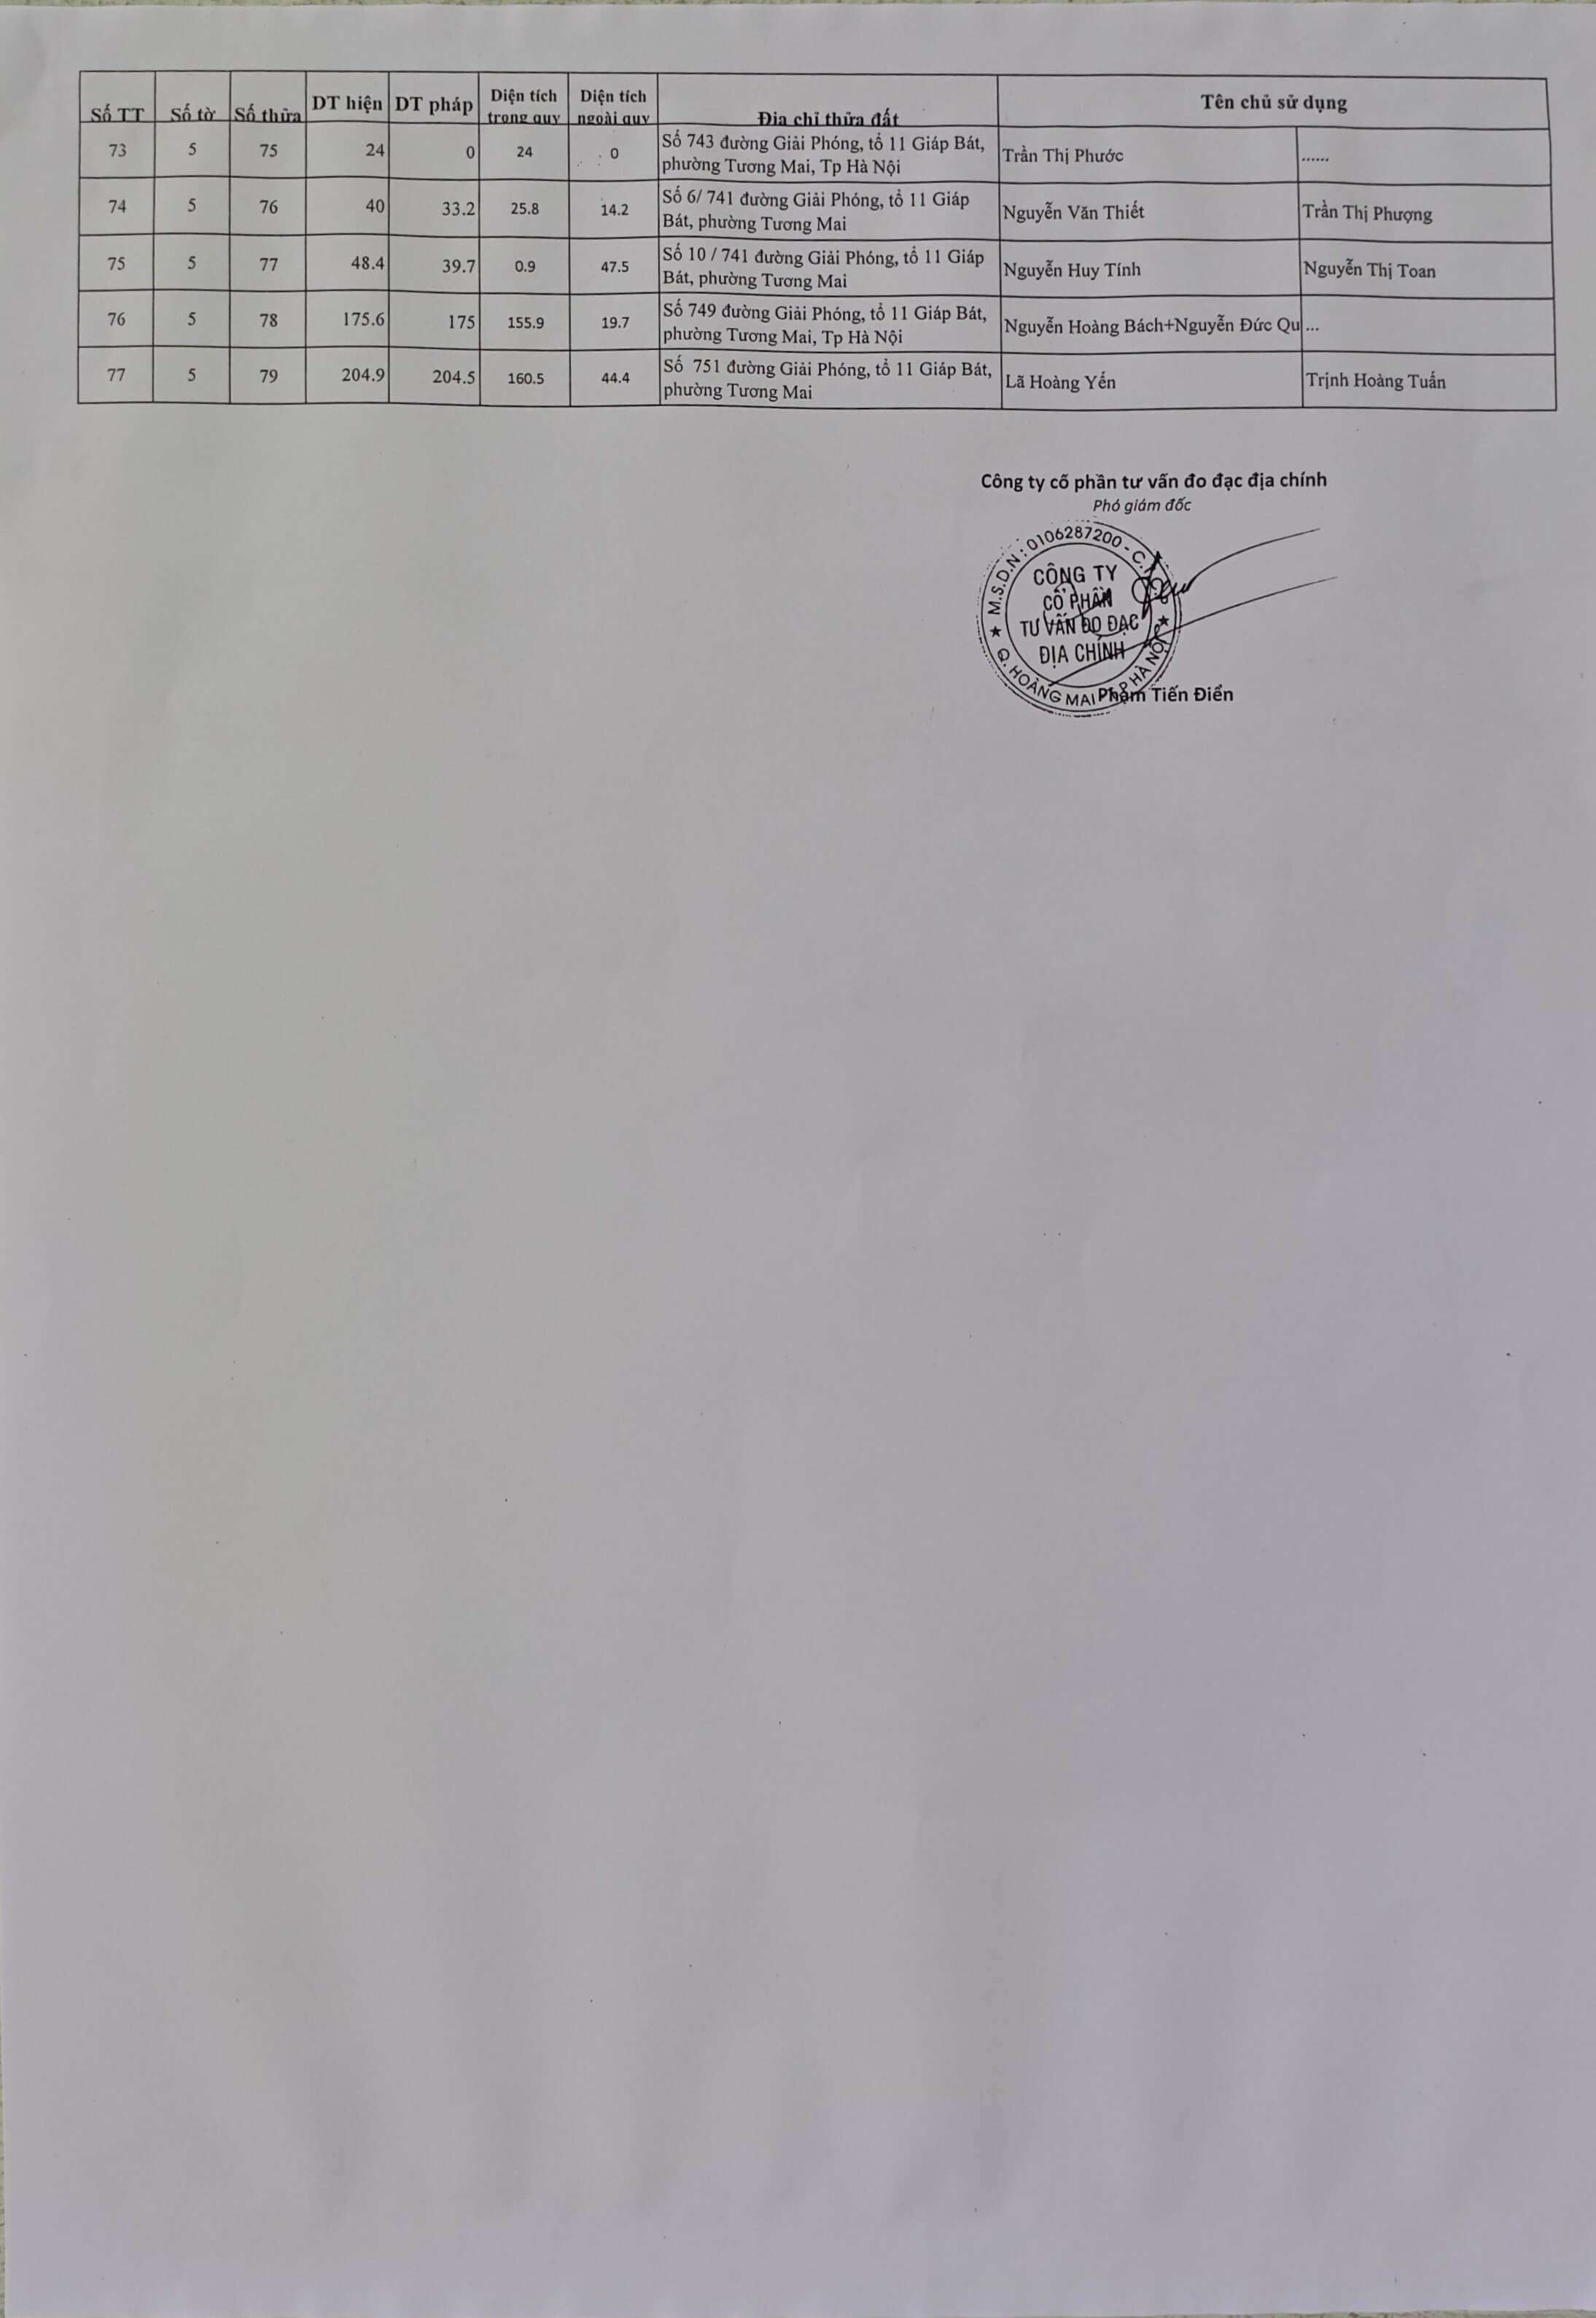 Số TT Số tờ Số thửa DT hiện DT pháp Diện tích trong quy Diện tích ngoài quy Địa chỉ thửa đất Tên chủ sử dụng
73 5 75 24 0 24 0 Số 743 đường Giải Phóng, tổ 11 Giáp Bát, Trần Thị Phước ......
phường Tương Mai, Tp Hà Nội
74 5 76 40 33.2 25.8 14.2 Số 6/ 741 đường Giải Phóng, tổ 11 Giáp Nguyễn Văn Thiết Trần Thị Phượng
Bát, phường Tương Mai
75 5 77 48.4 39.7 0.9 47.5 Số 10 / 741 đường Giải Phóng, tổ 11 Giáp Nguyễn Huy Tính Nguyễn Thị Toan
Bát, phường Tương Mai
76 5 78 175.6 175 155.9 19.7 Số 749 đường Giải Phóng, tổ 11 Giáp Bát, Nguyễn Hoàng Bách+Nguyễn Đức Qu ...
phường Tương Mai, Tp Hà Nội
77 5 79 204.9 204.5 160.5 44.4 Số 751 đường Giải Phóng, tổ 11 Giáp Bát, Lã Hoàng Yến Trịnh Hoàng Tuấn
phường Tương Mai
Công ty cổ phần tư vấn đo đạc địa chính
Phó giám đốc
M.S.D.N: 0106287200 - C.
CÔNG TY
CỔ PHẦN
TƯ VẤN ĐO ĐẠC
ĐỊA CHÍNH
Q. HOÀNG MAI - TP HÀ NỘI
Phạm Tiến Điển